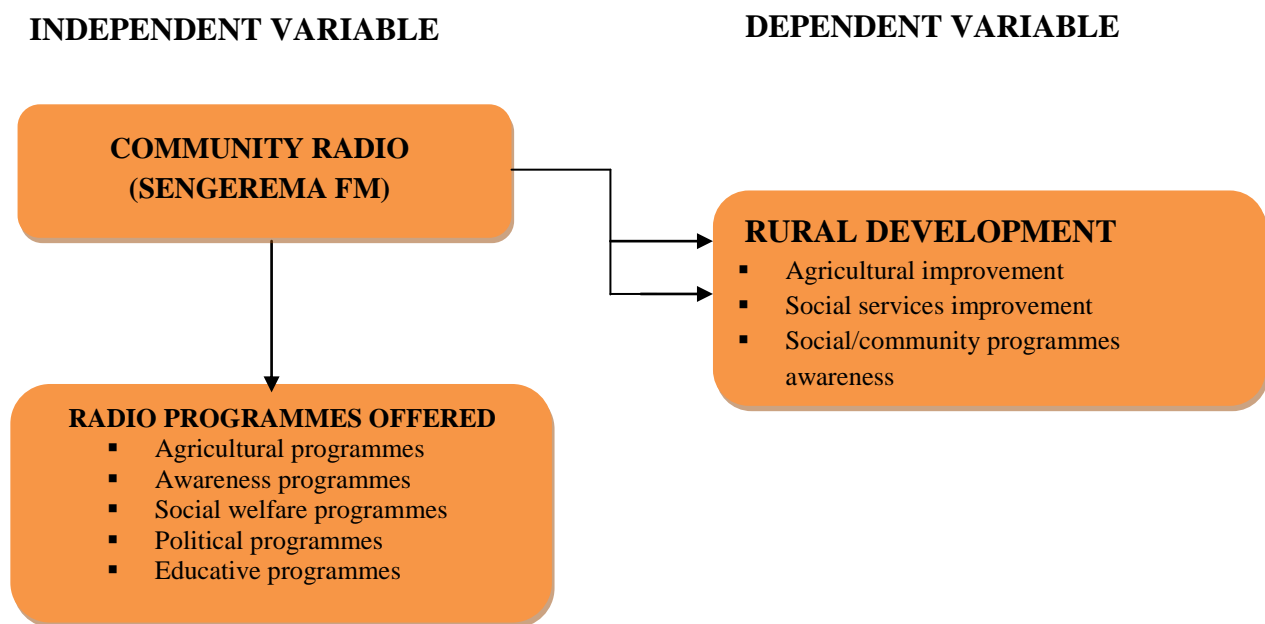 INDEPENDENT VARIABLE
DEPENDENT VARIABLE
COMMUNITY RADIO
(SENGEREMA FM)
RURAL DEVELOPMENT
▪ Agricultural improvement
▪ Social services improvement
▪ Social/community programmes
awareness
RADIO PROGRAMMES OFFERED
▪ Agricultural programmes
▪ Awareness programmes
▪ Social welfare programmes
▪ Political programmes
▪ Educative programmes